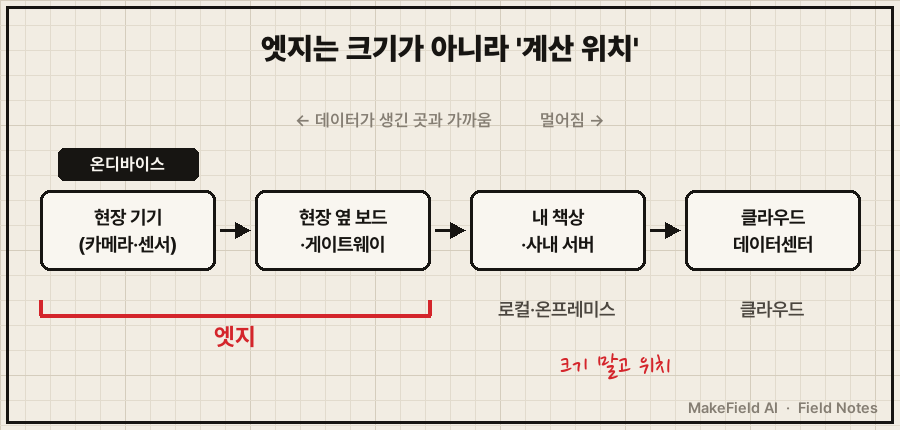 엣지는 크기가 아니라 '계산 위치'
← 데이터가 생긴 곳과 가까움 멀어짐 →
온디바이스
현장 기기
(카메라·센서)
현장 옆 보드
·게이트웨이
내 책상
·사내 서버
클라우드
데이터센터
엣지
로컬·온프레미스
클라우드
크기 말고 위치
MakeField AI · Field Notes